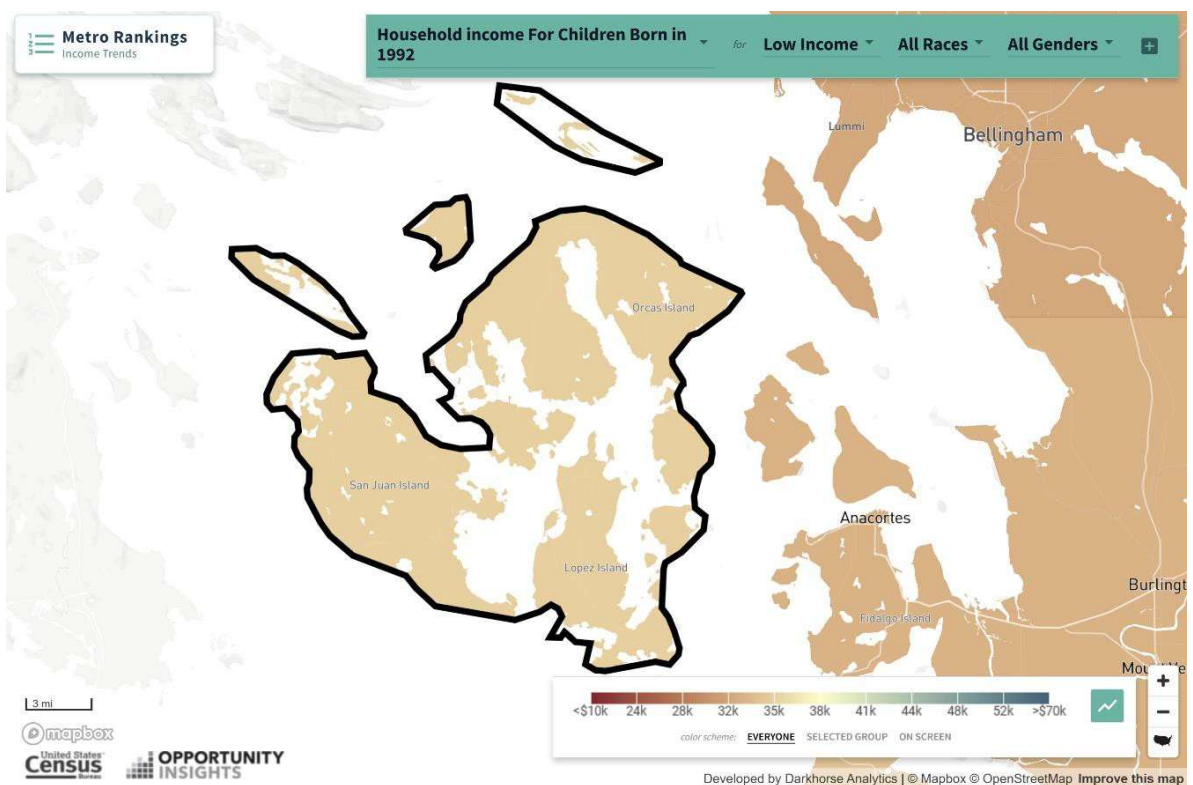 1 2 3 Metro Rankings
Income Trends
Household income For Children Born in
1992
for Low Income All Races All Genders
Lummi
Bellingham
Orcas Island
San Juan Island
Anacortes
Lopez Island
Burlingt
Fidalgo Island
3 mi
<$10k 24k 28k 32k 35k 38k 41k 44k 48k 52k >$70k
color scheme: EVERYONE SELECTED GROUP ON SCREEN
mapbox
United States®
Census
Bureau
OPPORTUNITY
INSIGHTS
Developed by Darkhorse Analytics | © Mapbox © OpenStreetMap Improve this map